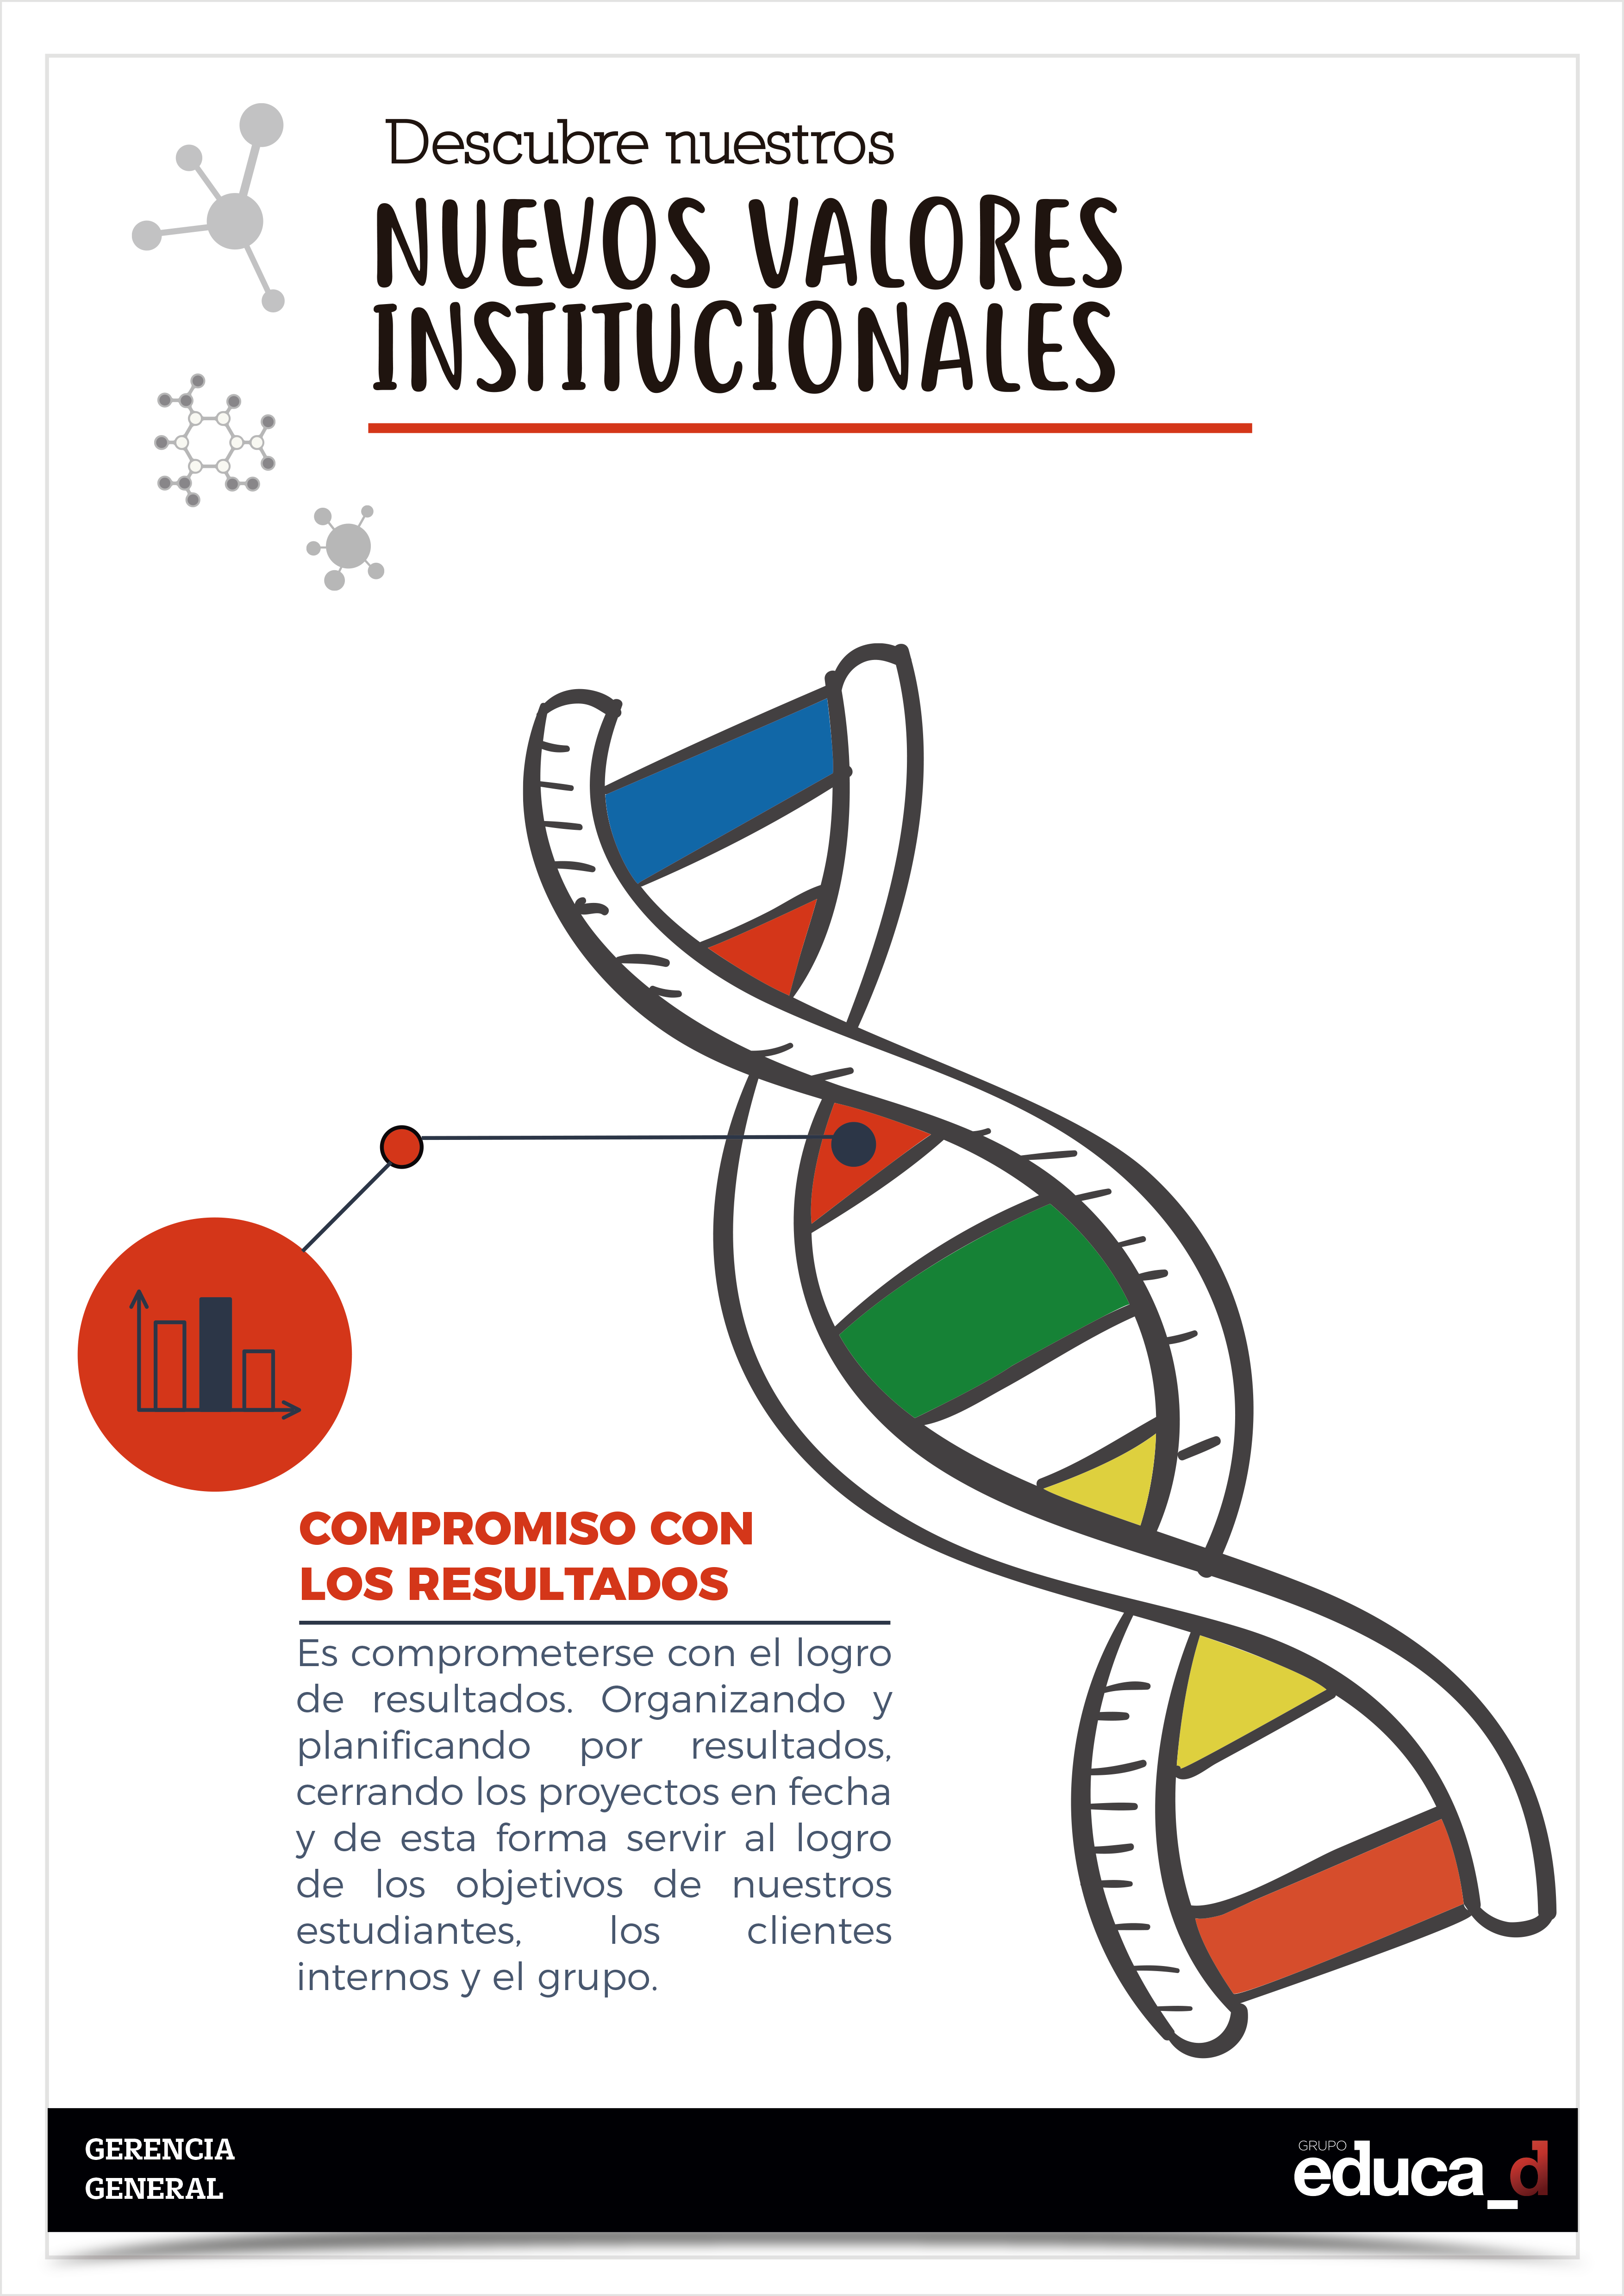 Descubre nuestros
NUEVOS VALORES
INSTITUCIONALES
COMPROMISO CON
LOS RESULTADOS
Es comprometerse con el logro
de resultados. Organizando y
planificando por resultados,
cerrando los proyectos en fecha
y de esta forma servir al logro
de los objetivos de nuestros
estudiantes, los clientes
internos y el grupo.
GERENCIA
GENERAL
GRUPO
educa_d